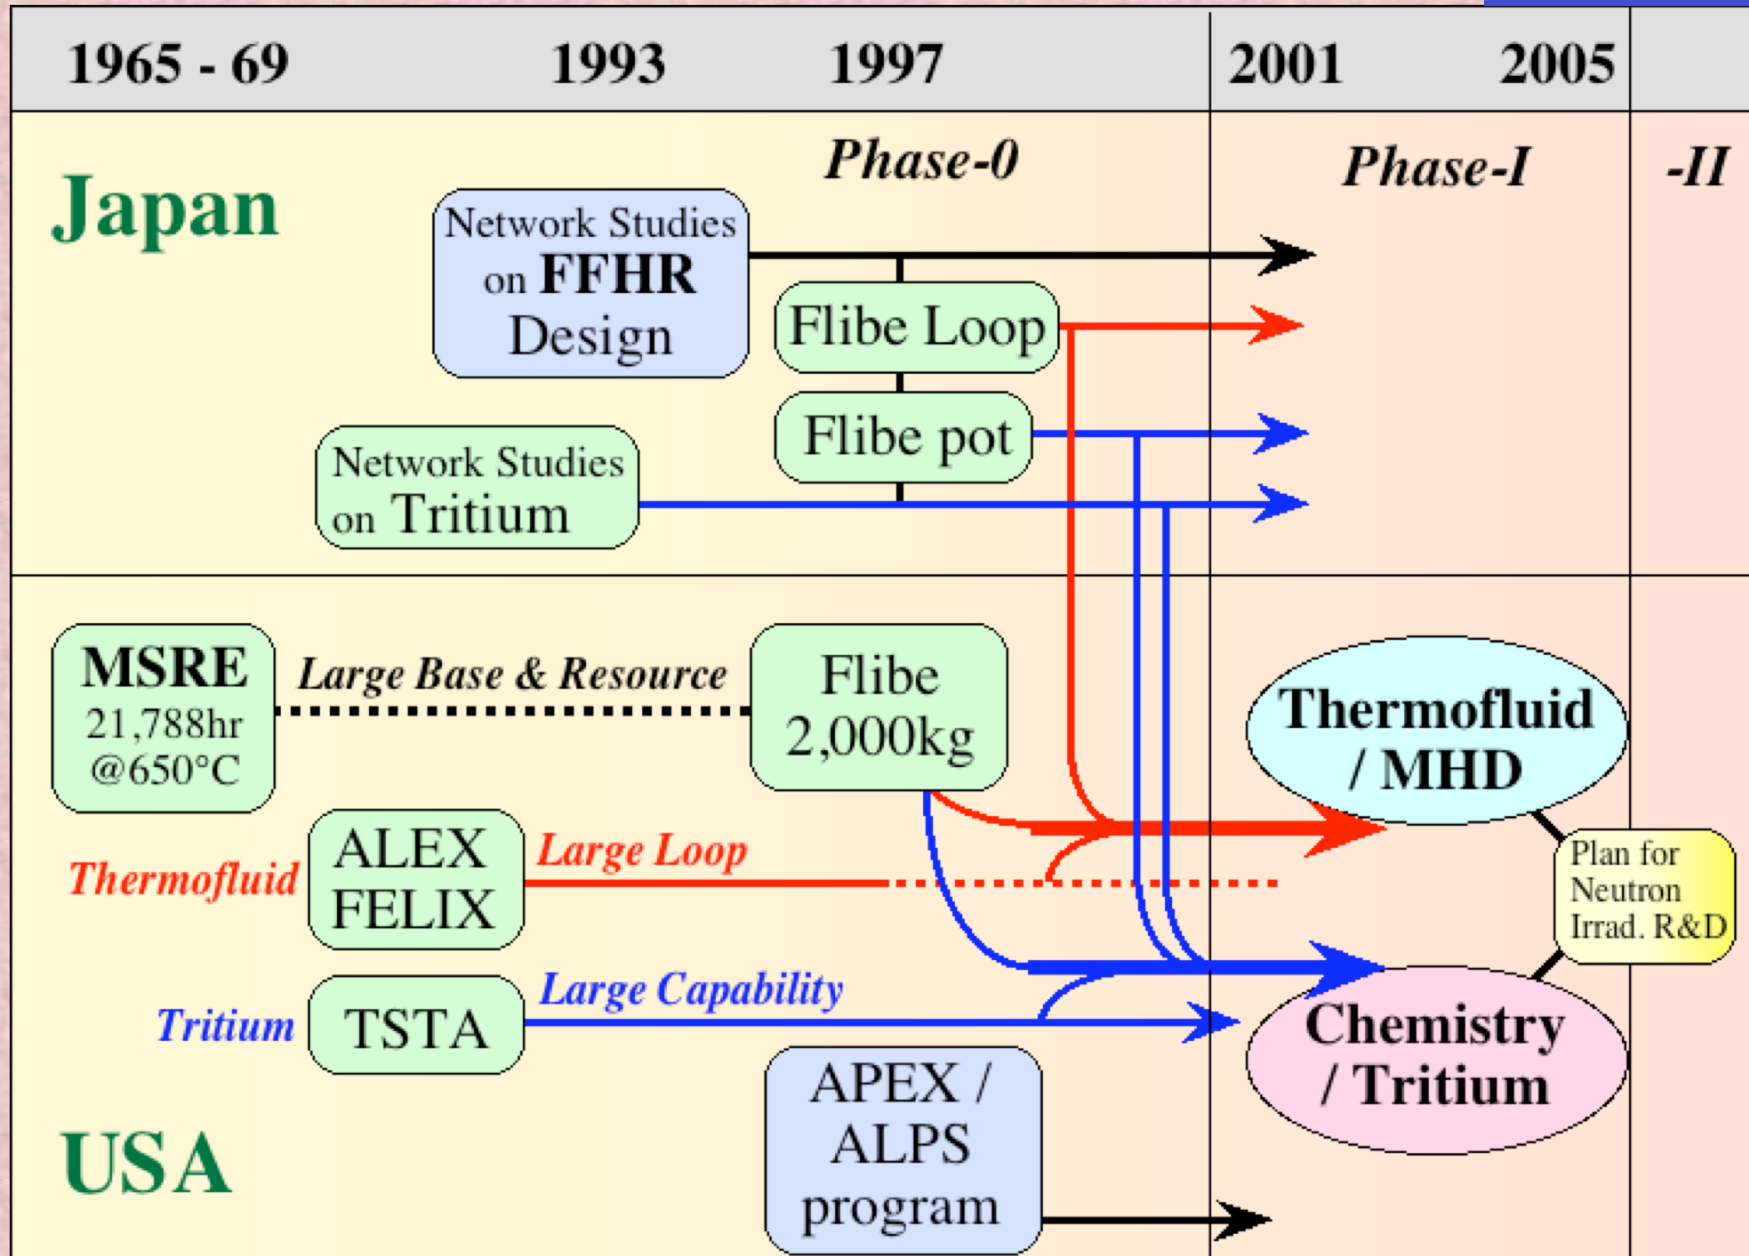 1965 - 69
1993
1997
2001
2005
Japan
Phase-0
Phase-I
-II
Network Studies
on FFHR
Design
Flibe Loop
Flibe pot
Network Studies
on Tritium
MSRE
21,788hr
@650°C
Large Base & Resource
Flibe
2,000kg
Thermofluid
/ MHD
Thermofluid
ALEX
FELIX
Large Loop
Plan for
Neutron
Irrad. R&D
Tritium
TSTA
Large Capability
Chemistry
/ Tritium
APEX /
ALPS
program
USA